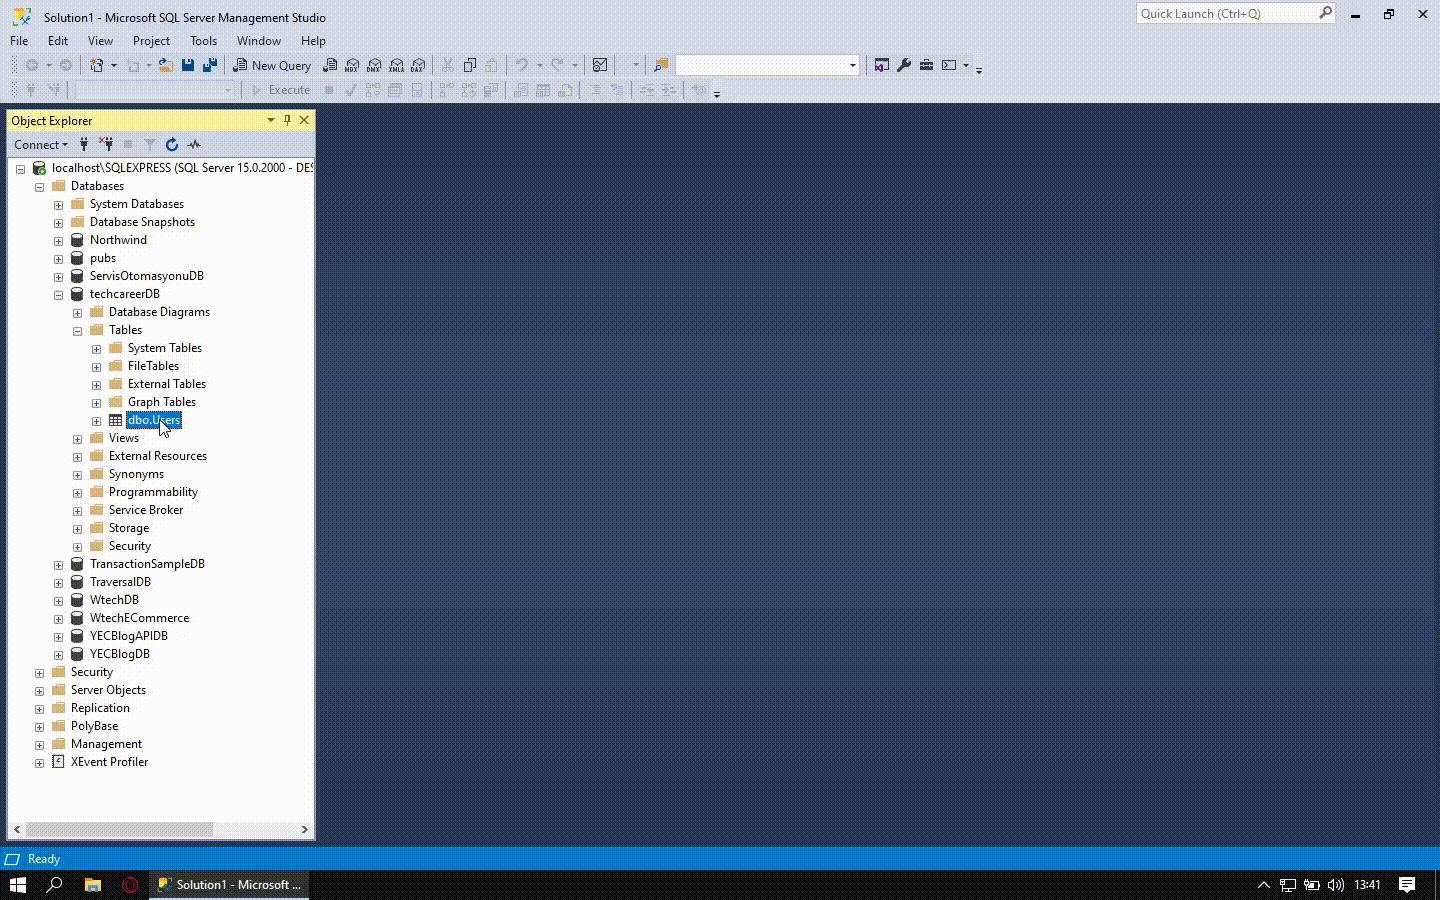 Solution1 - Microsoft SQL Server Management Studio
Quick Launch (Ctrl+Q)
File Edit View Project Tools Window Help
New Query MDX DMX XMLA DAX
Execute
Object Explorer
Connect
localhost\SQLEXPRESS (SQL Server 15.0.2000 - DES
Databases
System Databases
Database Snapshots
Northwind
pubs
ServisOtomasyonuDB
techcareerDB
Database Diagrams
Tables
System Tables
FileTables
External Tables
Graph Tables
dbo.Users
Views
External Resources
Synonyms
Programmability
Service Broker
Storage
Security
TransactionSampleDB
TraversalDB
WtechDB
WtechECommerce
YECBlogAPIDB
YECBlogDB
Security
Server Objects
Replication
PolyBase
Management
XEvent Profiler
Ready
Solution1 - Microsoft ...
13:41